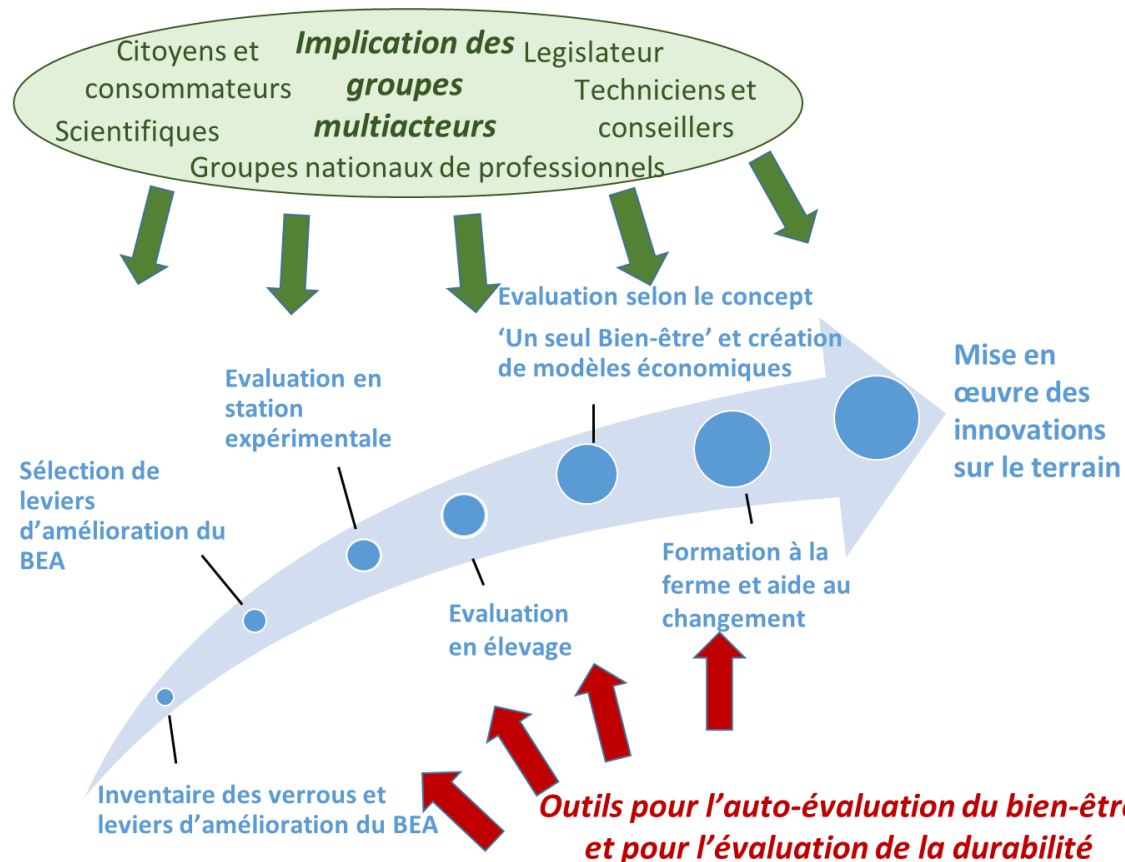 Citoyens et
consommateurs
Scientifiques
Implication des
groupes
multiacteurs
Legislateur
Techniciens et
conseillers
Groupes nationaux de professionnels
Evaluation selon le concept
‘Un seul Bien-être’ et création
de modèles économiques
Mise en
œuvre des
innovations
sur le terrain
Evaluation en
station
expérimentale
Sélection de
leviers
d’amélioration du
BEA
Formation à la
ferme et aide au
changement
Evaluation
en élevage
Inventaire des verrous et
leviers d’amélioration du BEA
Outils pour l’auto-évaluation du bien-êtr
et pour l’évaluation de la durabilité